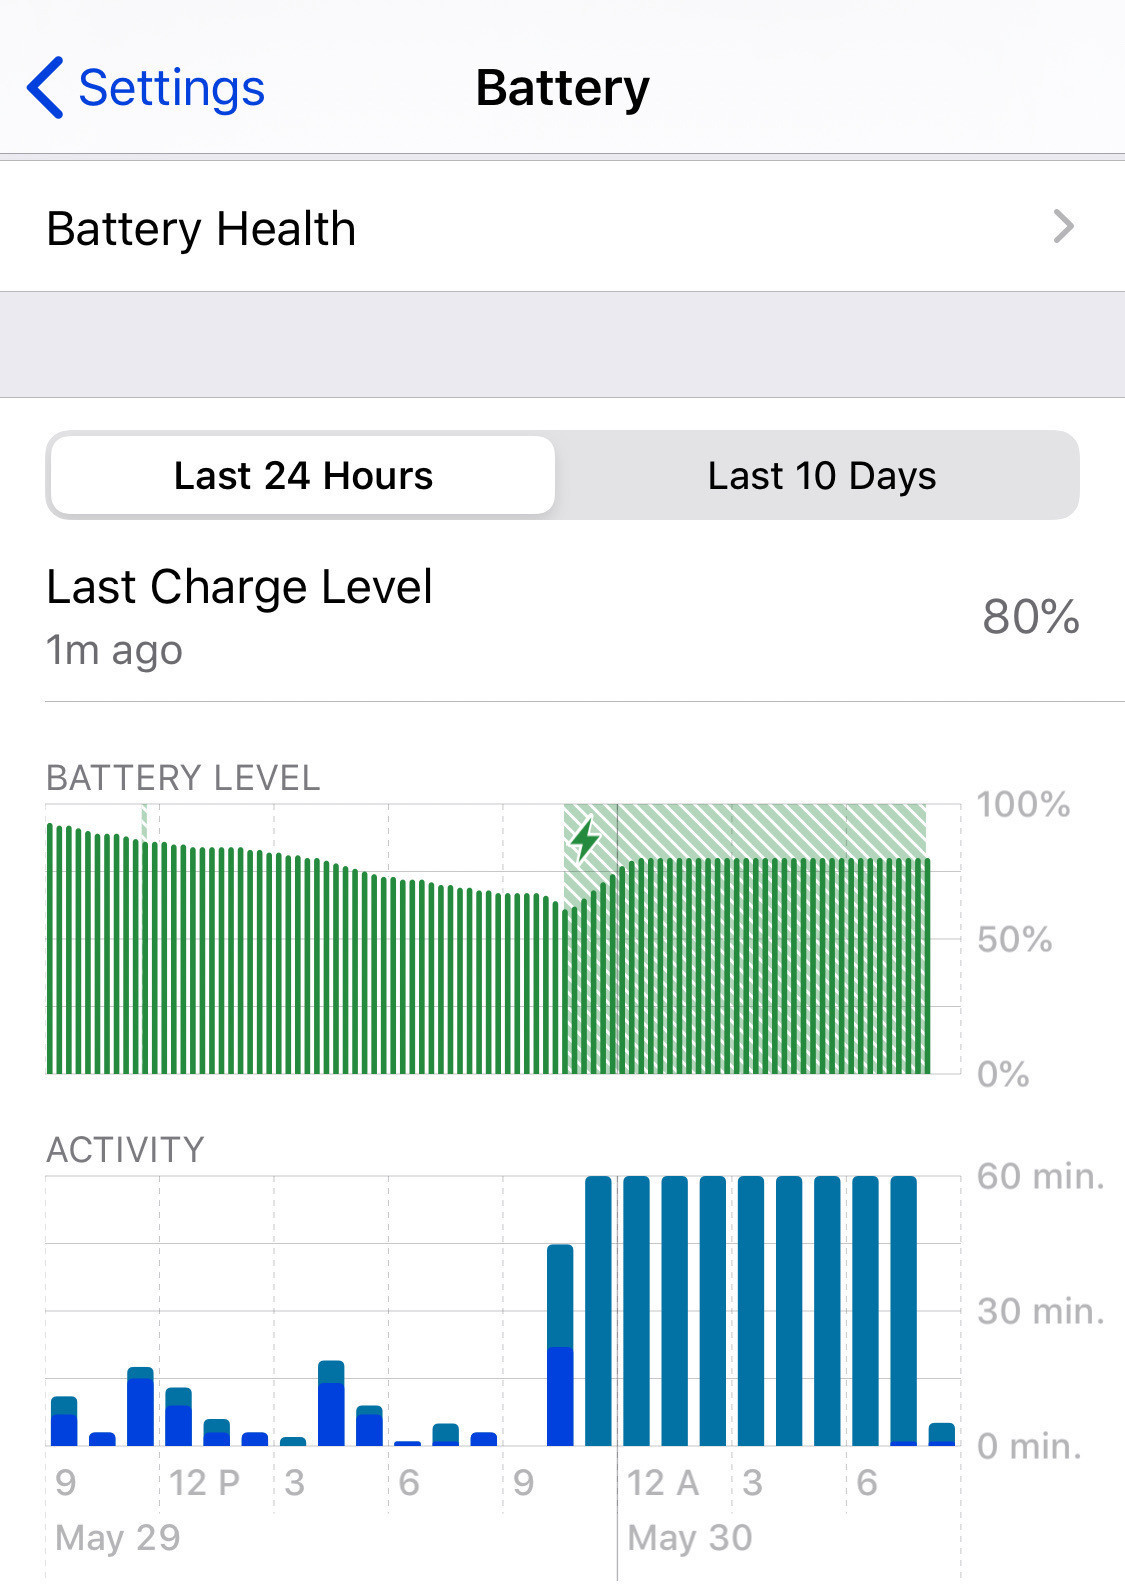 Settings
Battery
Battery Health
Last 24 Hours
Last 10 Days
Last Charge Level
80%
1m ago
BATTERY LEVEL
100%
50%
0%
ACTIVITY
60 min.
30 min.
0 min.
9 12 P 3 6 9 12 A 3 6
May 29 May 30